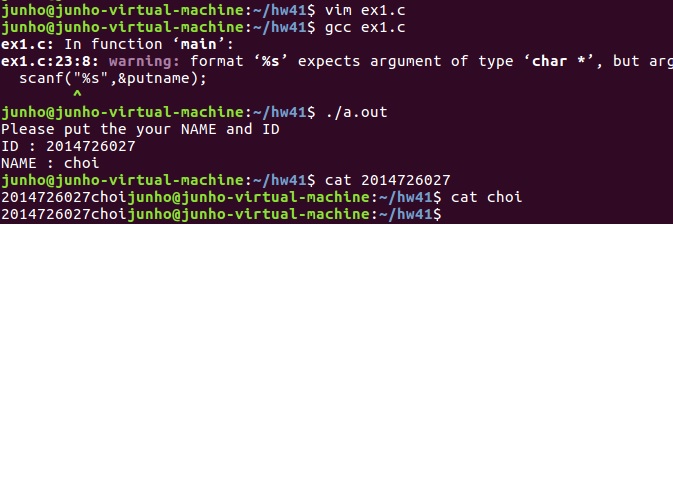 junho@junho-virtual-machine:~/hw41$ vim ex1.c
junho@junho-virtual-machine:~/hw41$ gcc ex1.c
ex1.c: In function ‘main’:
ex1.c:23:8: warning: format ‘%s’ expects argument of type ‘char *’, but arg
scanf("%s",&putname);
^
junho@junho-virtual-machine:~/hw41$ ./a.out
Please put the your NAME and ID
ID : 2014726027
NAME : choi
junho@junho-virtual-machine:~/hw41$ cat 2014726027
2014726027choijunho@junho-virtual-machine:~/hw41$ cat choi
2014726027choijunho@junho-virtual-machine:~/hw41$